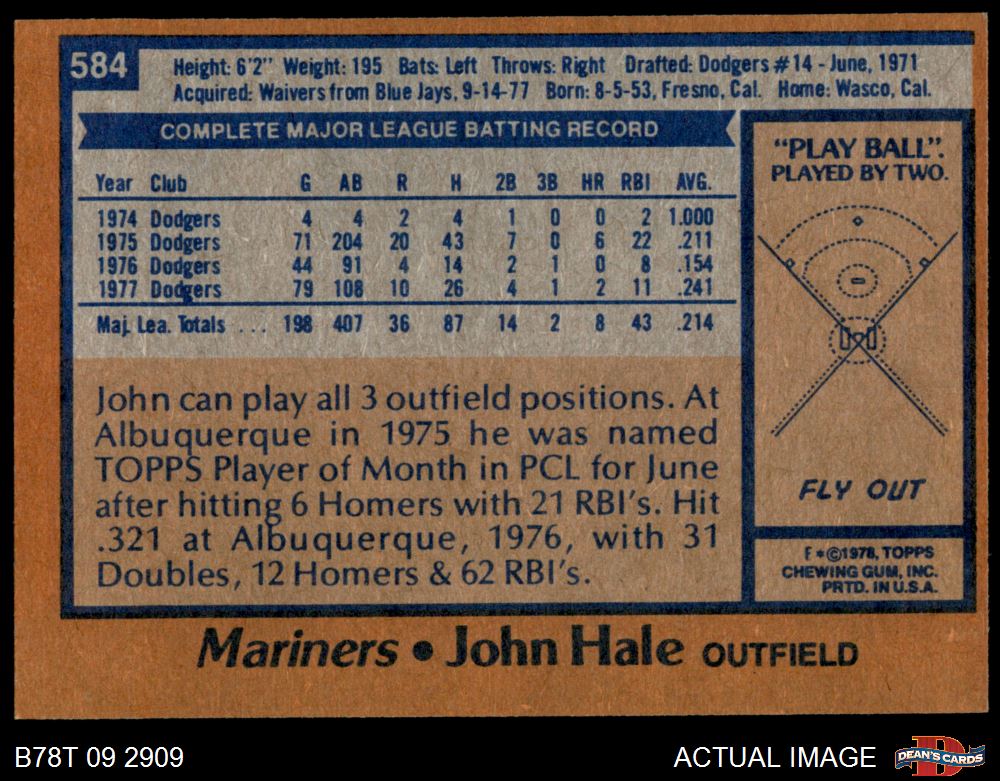 584
Height: 6'2" Weight: 195 Bats: Left Throws: Right Drafted: Dodgers #14 - June, 1971
Acquired: Waivers from Blue Jays, 9-14-77 Born: 8-5-53, Fresno, Cal. Home: Wasco, Cal.
COMPLETE MAJOR LEAGUE BATTING RECORD
Year Club G AB R H 2B 3B HR RBI AVG.
1974 Dodgers 4 4 2 4 1 0 0 2 1.000
1975 Dodgers 71 204 20 43 7 0 6 22 .211
1976 Dodgers 44 91 4 14 2 1 0 8 .154
1977 Dodgers 79 108 10 26 4 1 2 11 .241
Maj. Lea. Totals ... 198 407 36 87 14 2 8 43 .214
John can play all 3 outfield positions. At
Albuquerque in 1975 he was named
TOPPS Player of Month in PCL for June
after hitting 6 Homers with 21 RBI's. Hit
.321 at Albuquerque, 1976, with 31
Doubles, 12 Homers & 62 RBI's.
"PLAY BALL".
PLAYED BY TWO.
FLY OUT
F * © 1978, TOPPS
CHEWING GUM, INC.
PRTD. IN U.S.A.
Mariners • John Hale OUTFIELD
B78T 09 2909
ACTUAL IMAGE
D
DEAN'S CARDS